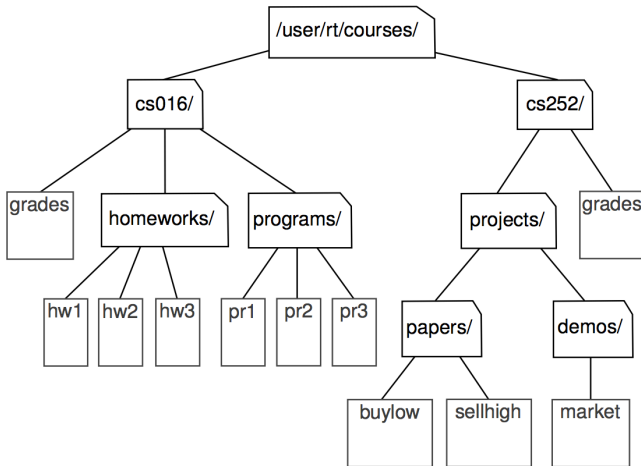 /user/rt/courses/
cs016/
cs252/
grades
homeworks/
programs/
projects/
grades
hw1
hw2
hw3
pr1
pr2
pr3
papers/
demos/
buylow
sellhigh
market